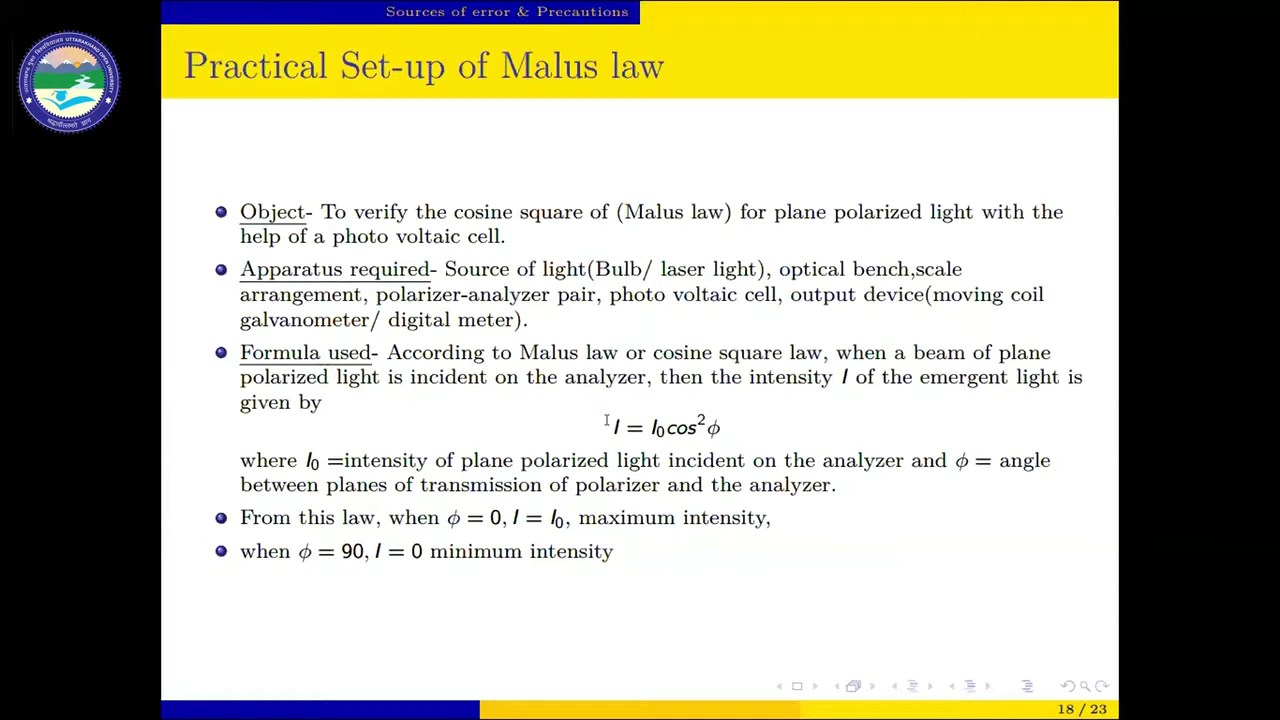 Sources of error & Precautions
Practical Set-up of Malus law
Object- To verify the cosine square of (Malus law) for plane polarized light with the
help of a photo voltaic cell.
Apparatus required- Source of light(Bulb/ laser light), optical bench,scale
arrangement, polarizer-analyzer pair, photo voltaic cell, output device(moving coil
galvanometer/ digital meter).
Formula used- According to Malus law or cosine square law, when a beam of plane
polarized light is incident on the analyzer, then the intensity I of the emergent light is
given by
I = I₀cos²ϕ
where I₀ =intensity of plane polarized light incident on the analyzer and ϕ = angle
between planes of transmission of polarizer and the analyzer.
From this law, when ϕ = 0, I = I₀, maximum intensity,
when ϕ = 90, I = 0 minimum intensity
18 / 23